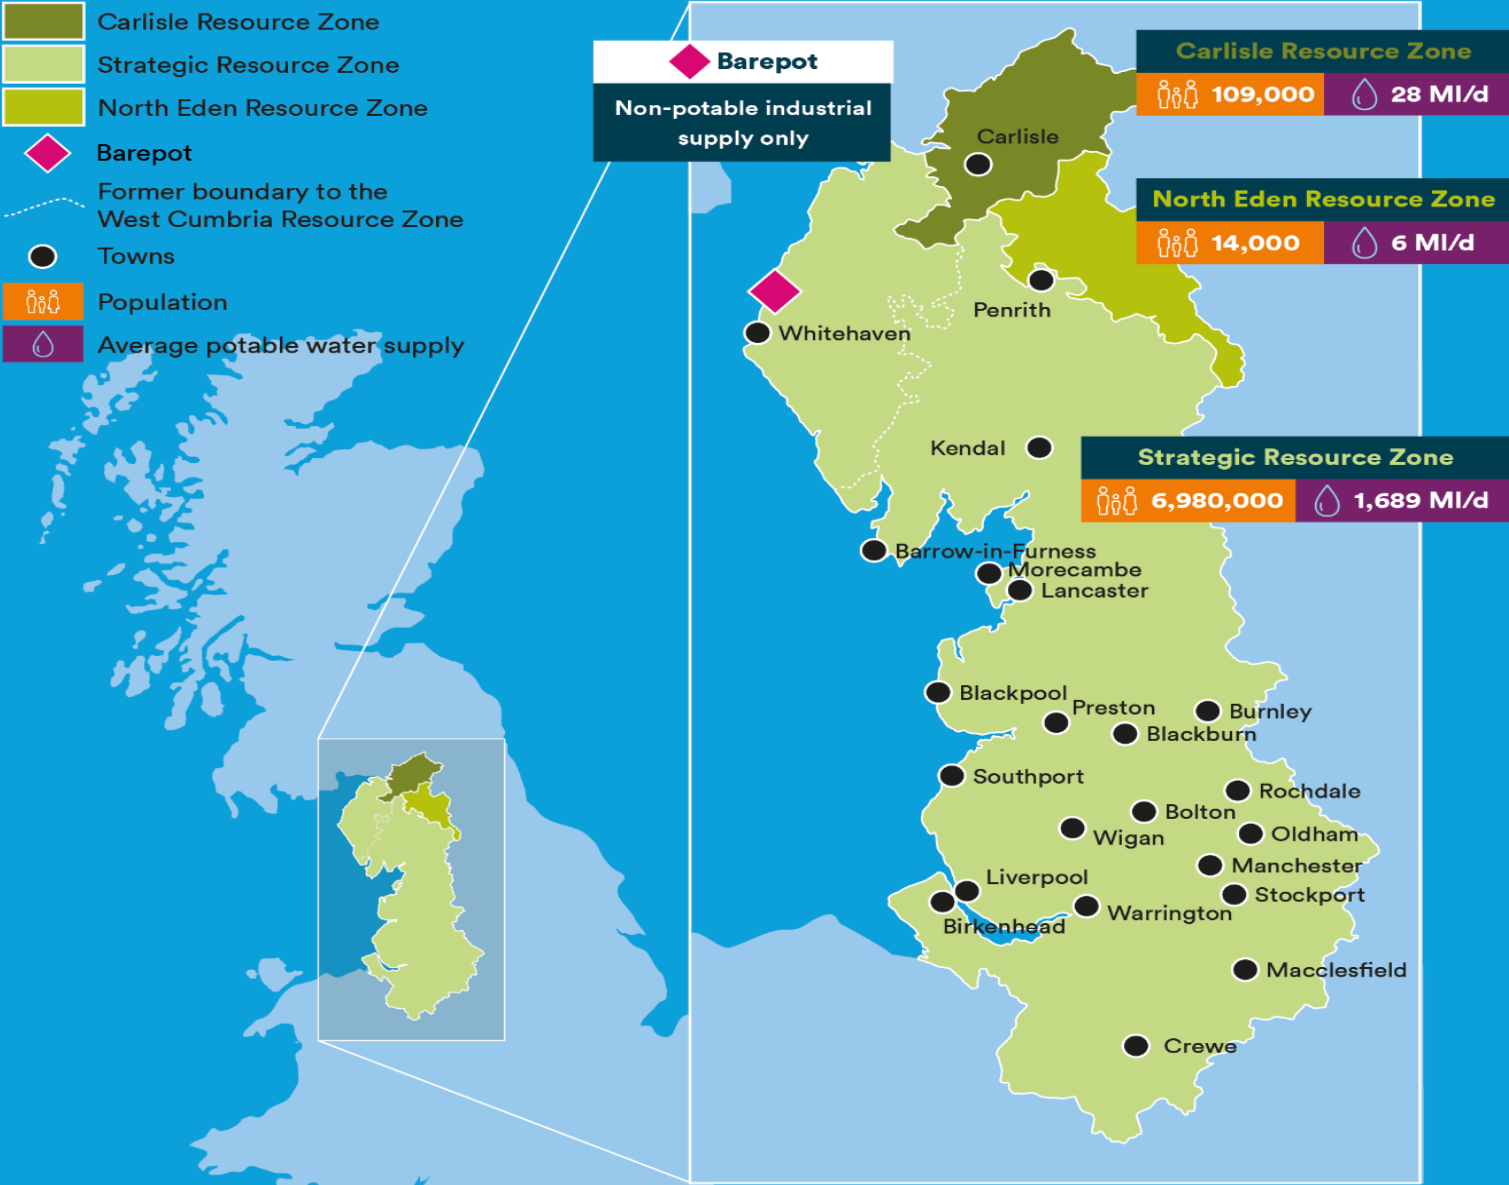 Carlisle Resource Zone
Strategic Resource Zone
North Eden Resource Zone
Barepot
Former boundary to the
West Cumbria Resource Zone
Towns
Population
Average potable water supply
Barepot
Non-potable industrial
supply only
Carlisle Resource Zone
109,000
28 Ml/d
North Eden Resource Zone
14,000
6 Ml/d
Strategic Resource Zone
6,980,000
1,689 Ml/d
Carlisle
Penrith
Whitehaven
Kendal
Barrow-in-Furness
Morecambe
Lancaster
Blackpool
Preston
Burnley
Blackburn
Southport
Rochdale
Bolton
Wigan
Oldham
Manchester
Liverpool
Stockport
Warrington
Birkenhead
Macclesfield
Crewe